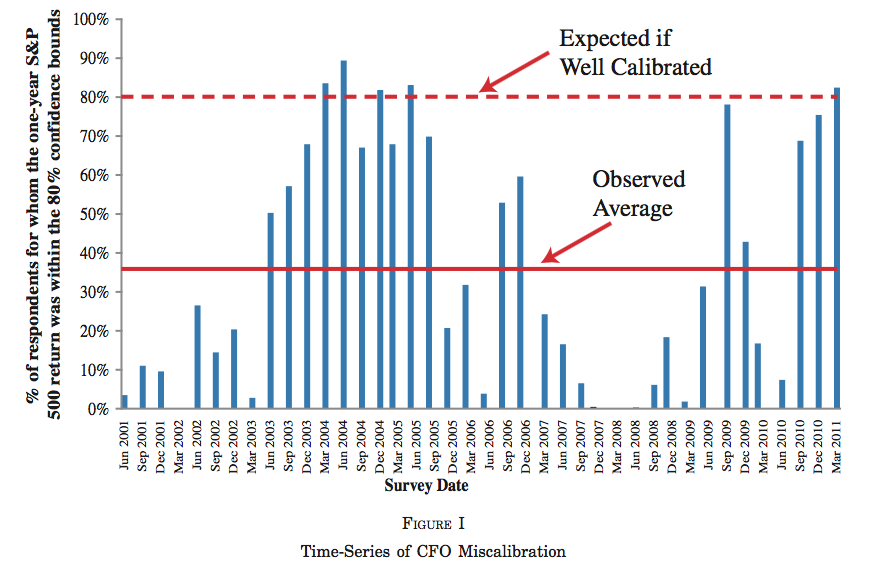 % of respondents for whom the one-year S&P
500 return was within the 80% confidence bounds
100%
90%
80%
70%
60%
50%
40%
30%
20%
10%
0%
Expected if
Well Calibrated
Observed
Average
Jun 2001
Sep 2001
Dec 2001
Mar 2002
Jun 2002
Sep 2002
Dec 2002
Mar 2003
Jun 2003
Sep 2003
Dec 2003
Mar 2004
Jun 2004
Sep 2004
Dec 2004
Mar 2005
Jun 2005
Sep 2005
Dec 2005
Mar 2006
Jun 2006
Sep 2006
Dec 2006
Mar 2007
Jun 2007
Sep 2007
Dec 2007
Mar 2008
Jun 2008
Sep 2008
Dec 2008
Mar 2009
Jun 2009
Sep 2009
Dec 2009
Mar 2010
Jun 2010
Sep 2010
Dec 2010
Mar 2011
Survey Date
FIGURE I
Time-Series of CFO Miscalibration